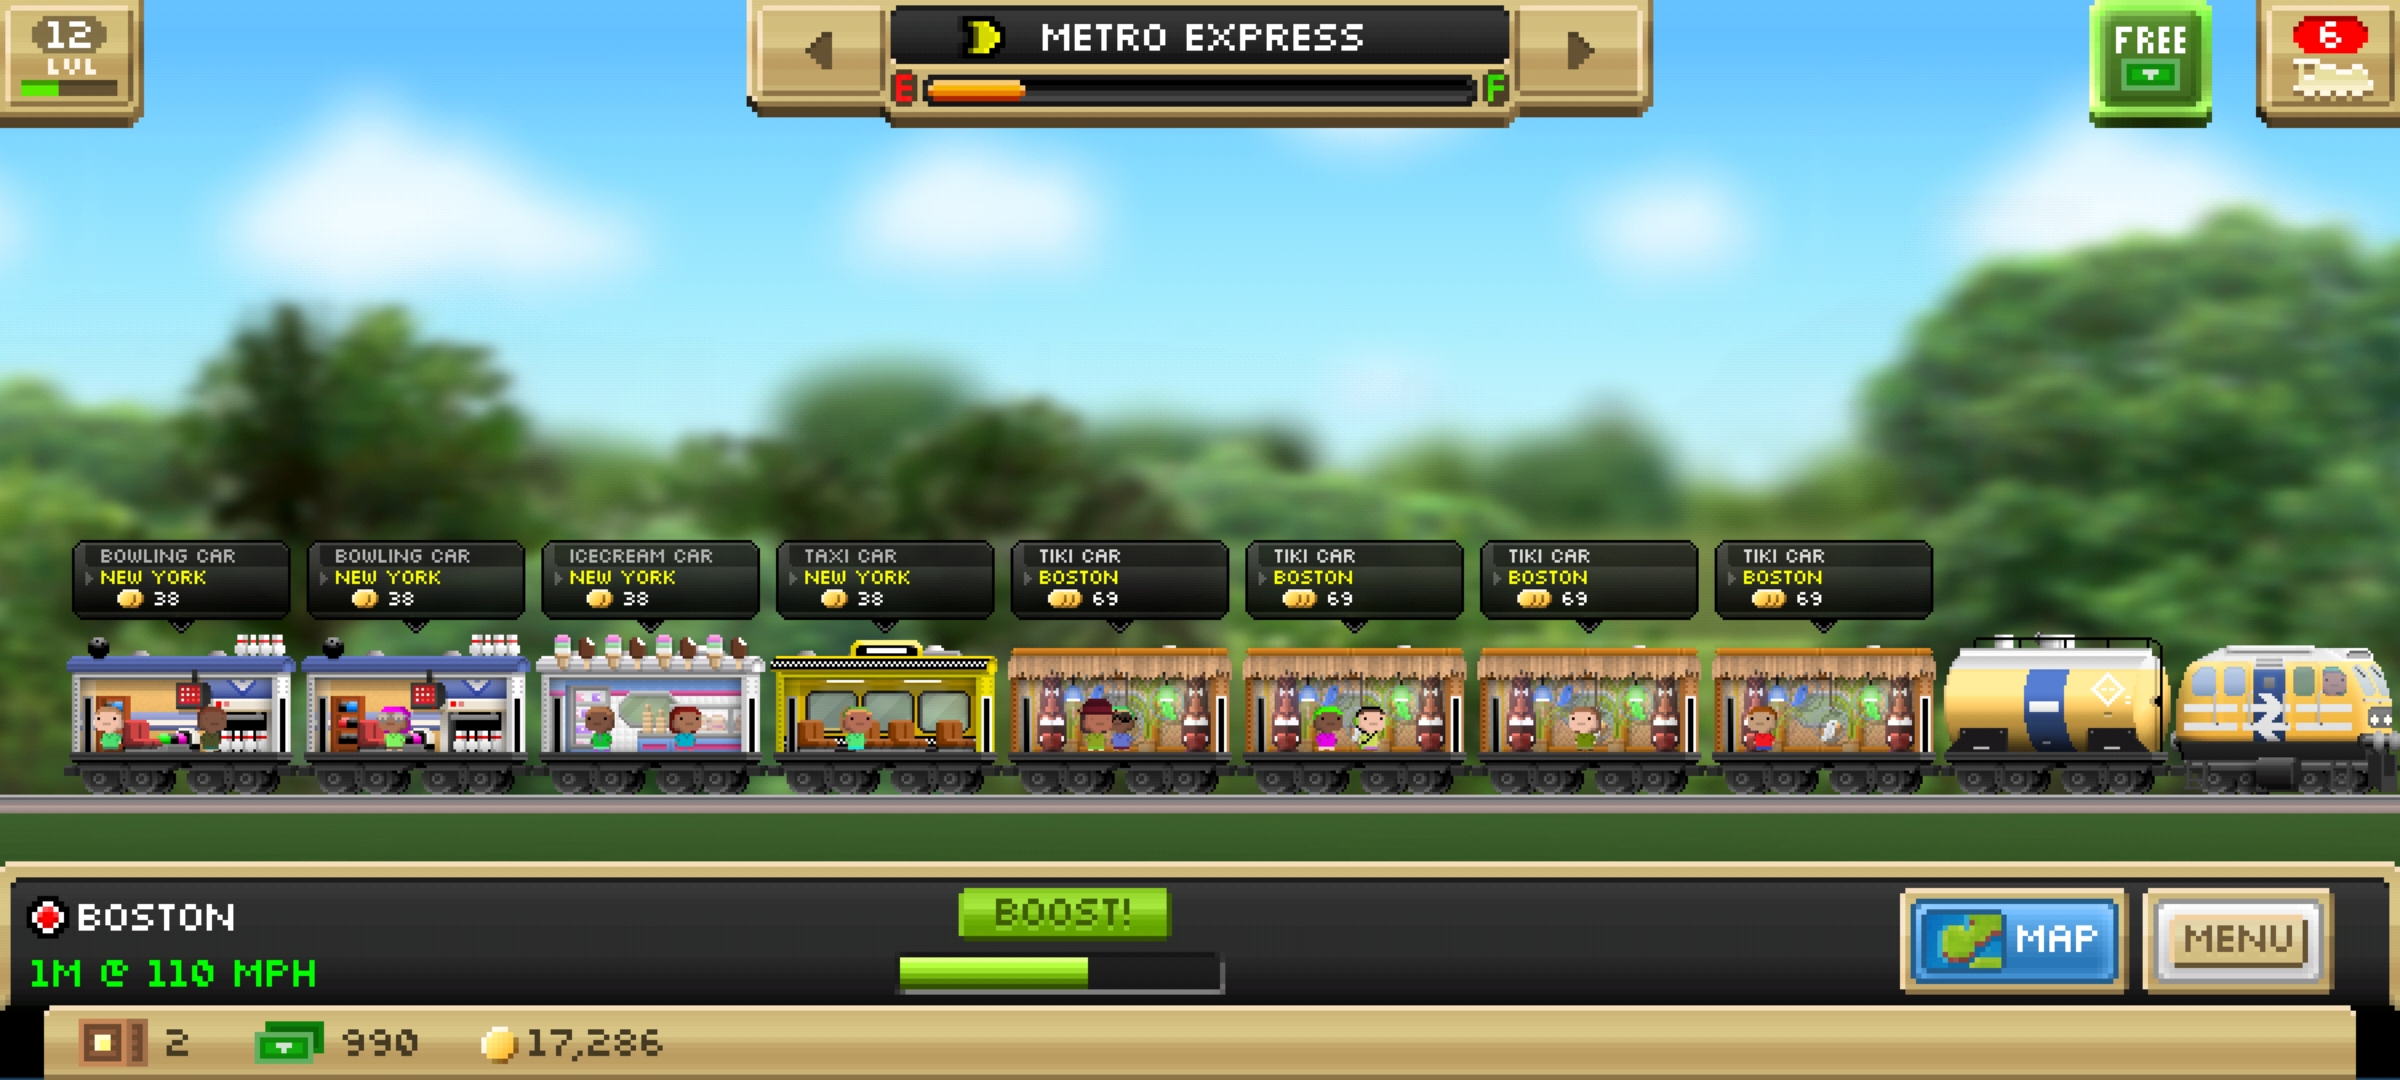 12
LVL
METRO EXPRESS
E
F
FREE
6
BOWLING CAR
NEW YORK
38
BOWLING CAR
NEW YORK
38
ICECREAM CAR
NEW YORK
38
TAXI CAR
NEW YORK
38
TIKI CAR
BOSTON
69
TIKI CAR
BOSTON
69
TIKI CAR
BOSTON
69
TIKI CAR
BOSTON
69
BOSTON
1M @ 110 MPH
BOOST!
MAP
MENU
2
990
17,286